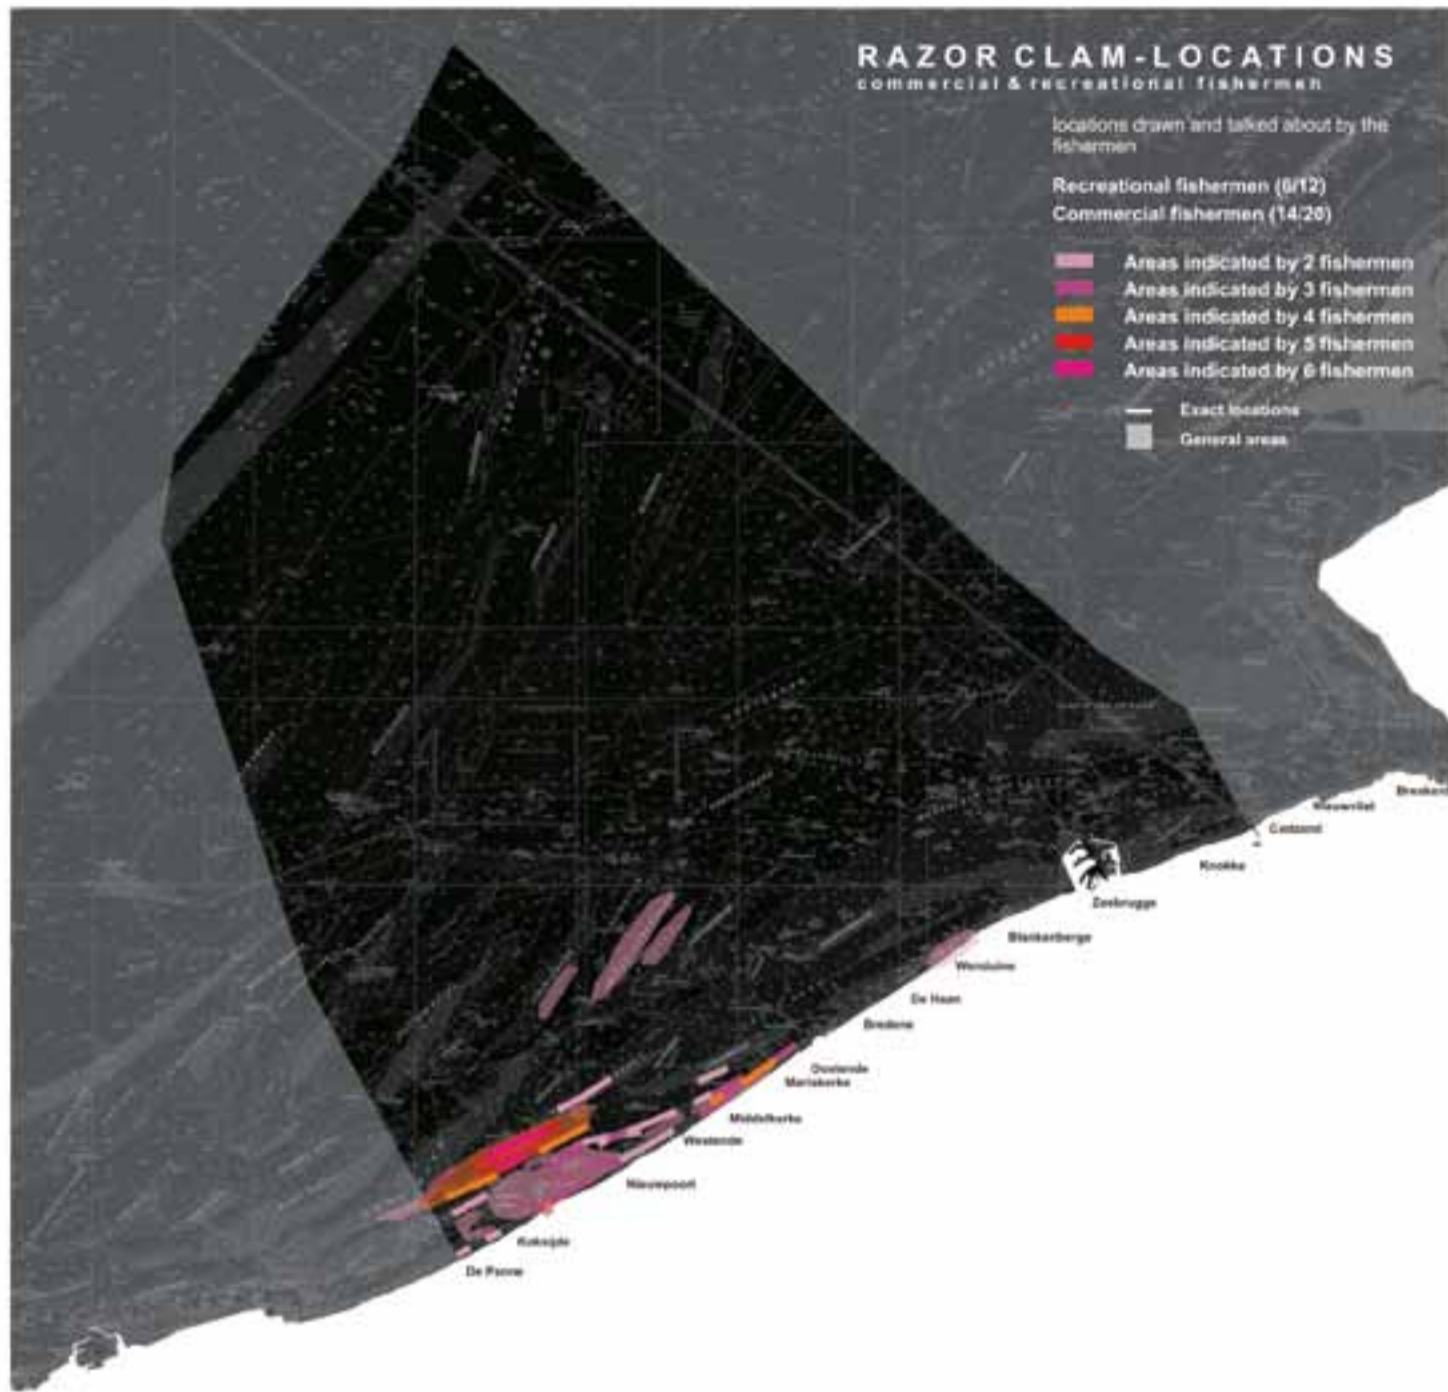 RAZOR CLAM-LOCATIONS
commercial & recreational fishermen
locations drawn and talked about by the
fishermen
Recreational fishermen (6/12)
Commercial fishermen (14/20)
Areas indicated by 2 fishermen
Areas indicated by 3 fishermen
Areas indicated by 4 fishermen
Areas indicated by 5 fishermen
Areas indicated by 6 fishermen
Exact locations
General areas
Nieuwvliet
Cadzand
Knokke
Zeebrugge
Blankenberge
Wenduine
De Haan
Bredene
Oostende
Mariakerke
Middelkerke
Westende
Nieuwpoort
Koksijde
De Panne